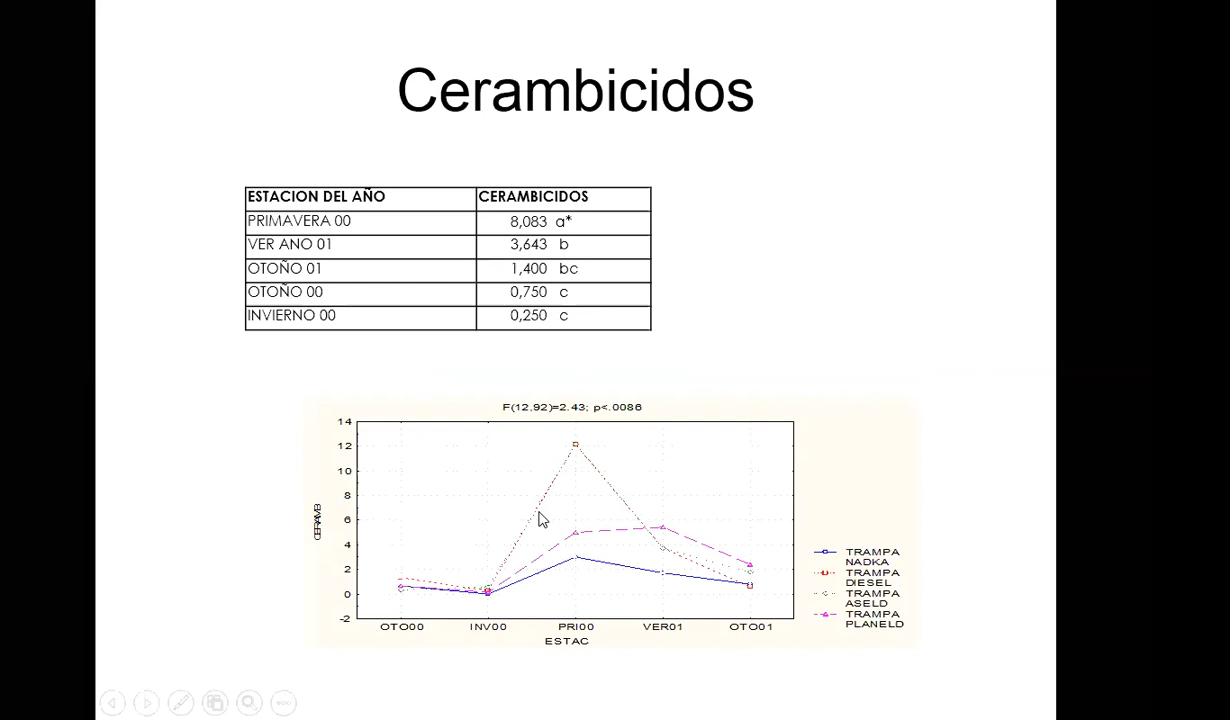 Cerambicidos
ESTACION DEL AÑO CERAMBICIDOS
PRIMAVERA 00 8,083 a*
VER ANO 01 3,643 b
OTOÑO 01 1,400 bc
OTOÑO 00 0,750 c
INVIERNO 00 0,250 c
F(12,92)=2.43; p<.0086
14
12
10
8
6
4
2
0
-2
CERAMB
OTO00 INV00 PRI00 VER01 OTO01
ESTAC
TRAMPA
NADKA
TRAMPA
DIESEL
TRAMPA
ASELD
TRAMPA
PLANELD